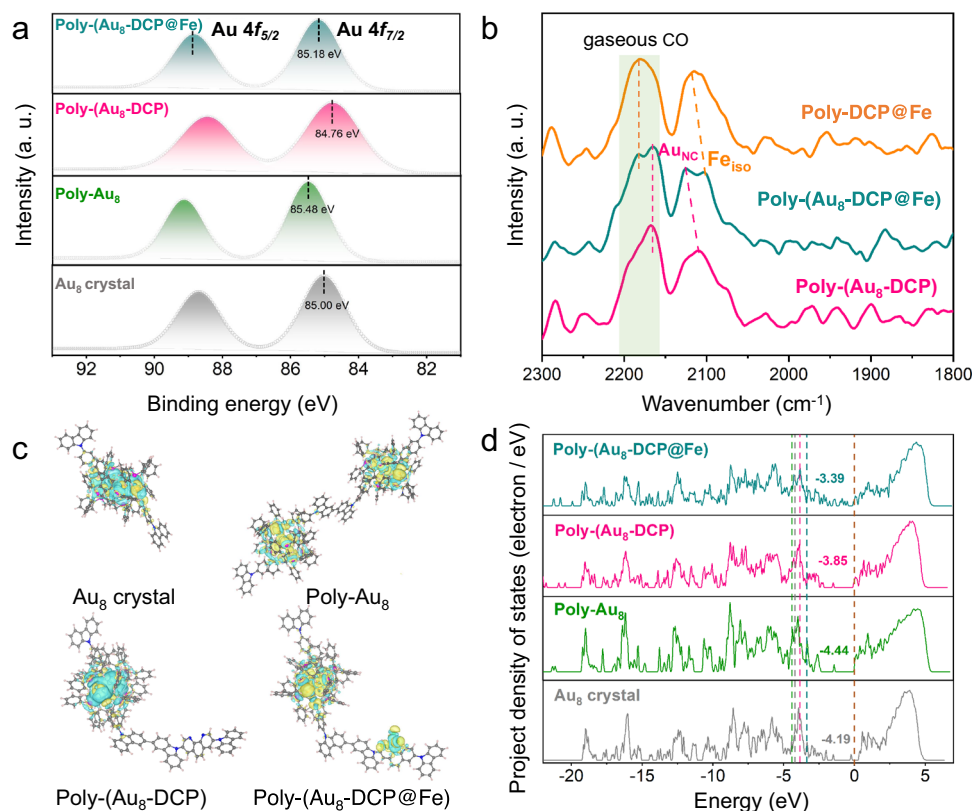 a
Intensity (a. u.)
Poly-(Au₈-DCP@Fe)
Au 4f5/2
Au 4f7/2
85.18 eV
Poly-(Au₈-DCP)
84.76 eV
Poly-Au₈
85.48 eV
Au₈ crystal
85.00 eV
92 90 88 86 84 82
Binding energy (eV)
b
Intensity (a. u.)
gaseous CO
Poly-DCP@Fe
AuNC
Feiso
Poly-(Au₈-DCP@Fe)
Poly-(Au₈-DCP)
2300 2200 2100 2000 1900 1800
Wavenumber (cm⁻¹)
c
Au₈ crystal
Poly-Au₈
Poly-(Au₈-DCP)
Poly-(Au₈-DCP@Fe)
d
Project density of states (electron / eV)
Poly-(Au₈-DCP@Fe)
-3.39
Poly-(Au₈-DCP)
-3.85
Poly-Au₈
-4.44
Au₈ crystal
-4.19
-20 -15 -10 -5 0 5
Energy (eV)